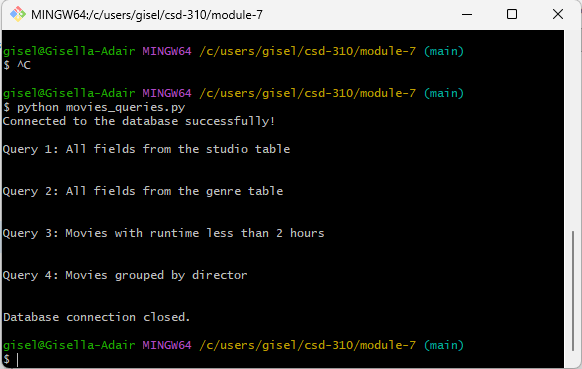 MINGW64:/c/users/gisel/csd-310/module-7
gisel@Gisella-Adair MINGW64 /c/users/gisel/csd-310/module-7 (main)
$ ^C
gisel@Gisella-Adair MINGW64 /c/users/gisel/csd-310/module-7 (main)
$ python movies_queries.py
Connected to the database successfully!
Query 1: All fields from the studio table
Query 2: All fields from the genre table
Query 3: Movies with runtime less than 2 hours
Query 4: Movies grouped by director
Database connection closed.
gisel@Gisella-Adair MINGW64 /c/users/gisel/csd-310/module-7 (main)
$